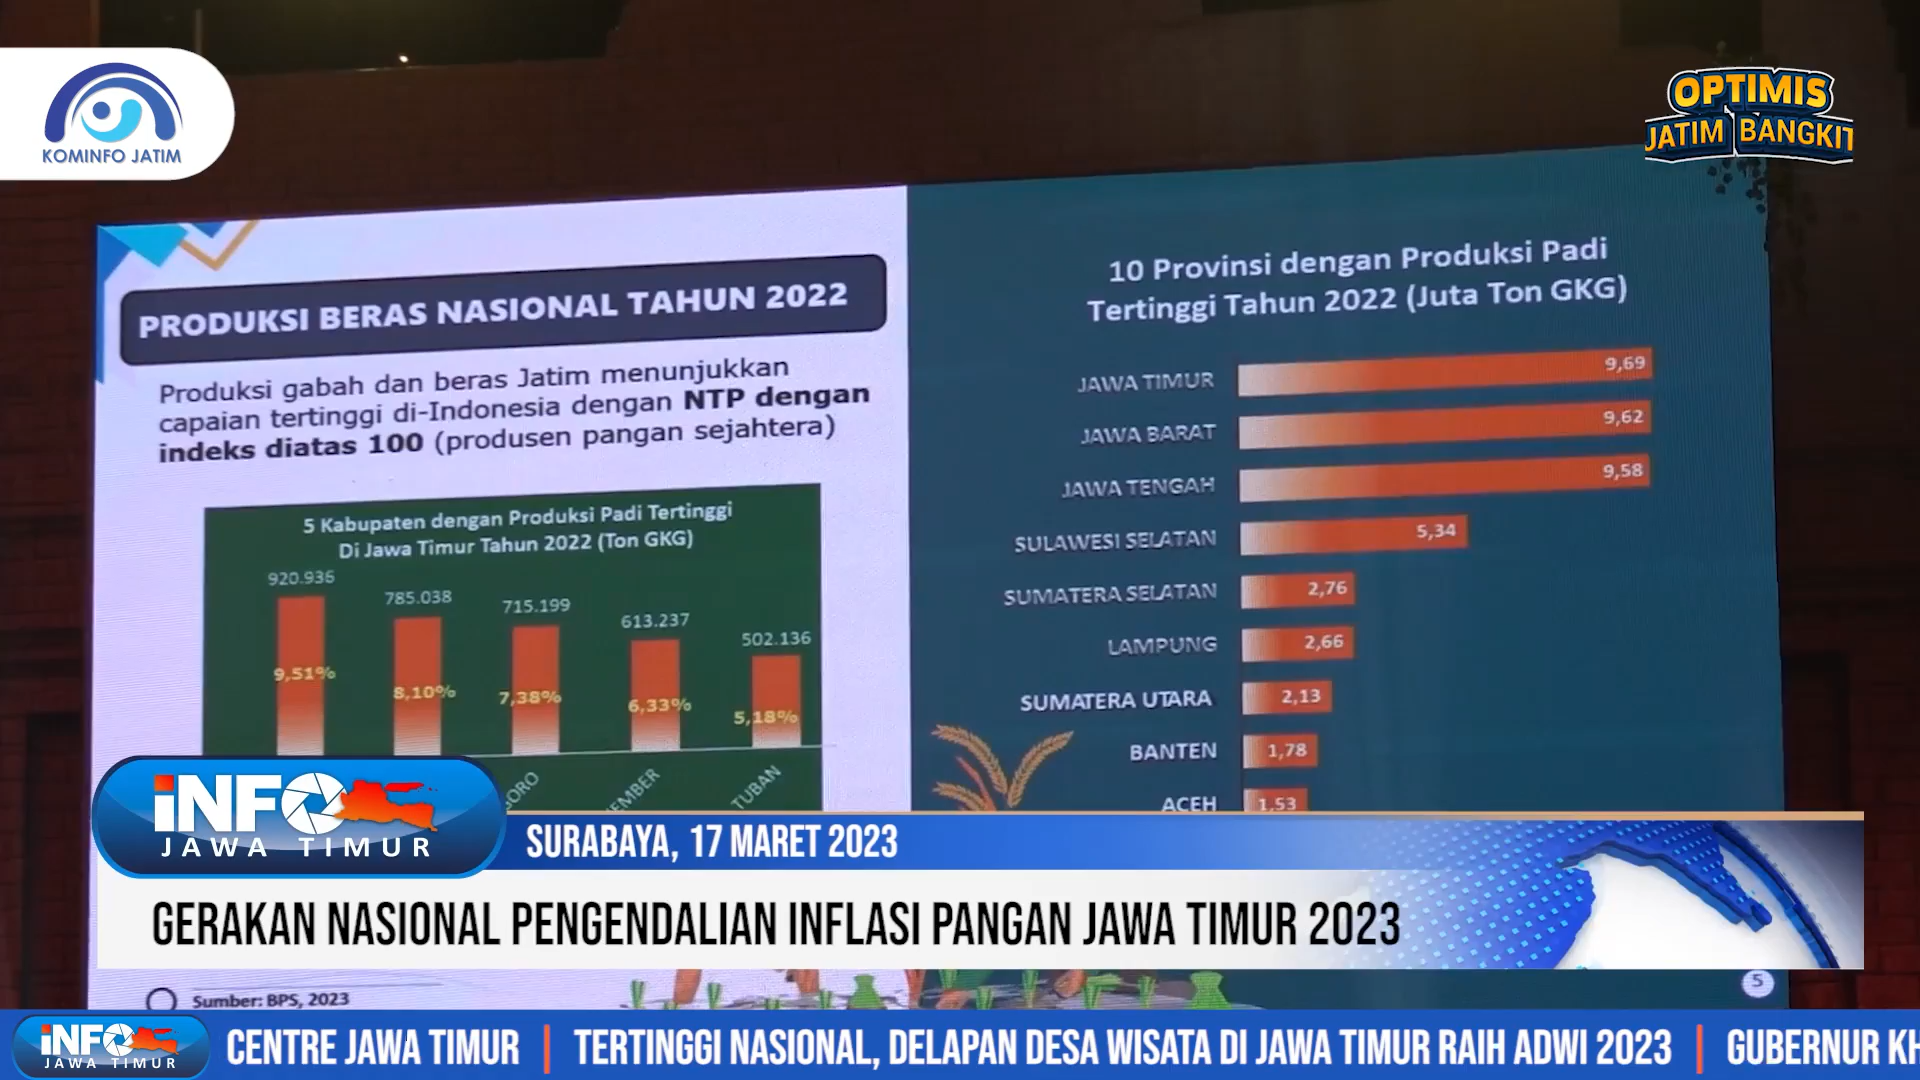 KOMINFO JATIM
OPTIMIS
JATIM BANGKIT
PRODUKSI BERAS NASIONAL TAHUN 2022
Produksi gabah dan beras Jatim menunjukkan
capaian tertinggi di-Indonesia dengan NTP dengan
indeks diatas 100 (produsen pangan sejahtera)
5 Kabupaten dengan Produksi Padi Tertinggi
Di Jawa Timur Tahun 2022 (Ton GKG)
920.936
785.038
715.199
613.237
502.136
9,51%
8,10%
7,38%
6,33%
5,18%
TUBAN
10 Provinsi dengan Produksi Padi
Tertinggi Tahun 2022 (Juta Ton GKG)
JAWA TIMUR 9,69
JAWA BARAT 9,62
JAWA TENGAH 9,58
SULAWESI SELATAN 5,34
SUMATERA SELATAN 2,76
LAMPUNG 2,66
SUMATERA UTARA 2,13
BANTEN 1,78
ACEH 1,53
INFO
JAWA TIMUR
SURABAYA, 17 MARET 2023
GERAKAN NASIONAL PENGENDALIAN INFLASI PANGAN JAWA TIMUR 2023
Sumber: BPS, 2023
5
INFO
JAWA TIMUR
CENTRE JAWA TIMUR | TERTINGGI NASIONAL, DELAPAN DESA WISATA DI JAWA TIMUR RAIH ADWI 2023 | GUBERNUR KH